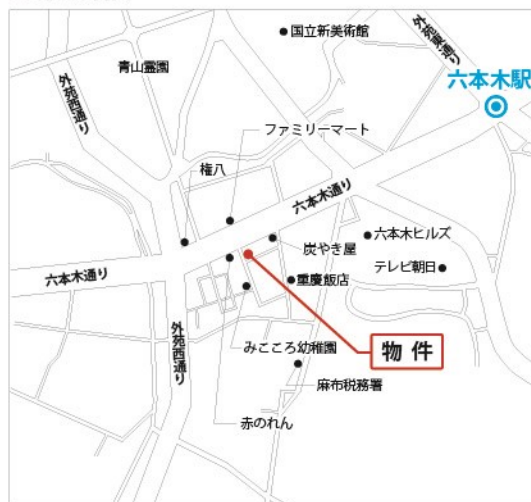 国立新美術館
外苑東通り
外苑西通り
青山霊園
六本木駅
ファミリーマート
権八
六本木通り
炭やき屋
六本木ヒルズ
テレビ朝日
六本木通り
重慶飯店
外苑西通り
みこころ幼稚園
物件
麻布税務署
赤のれん